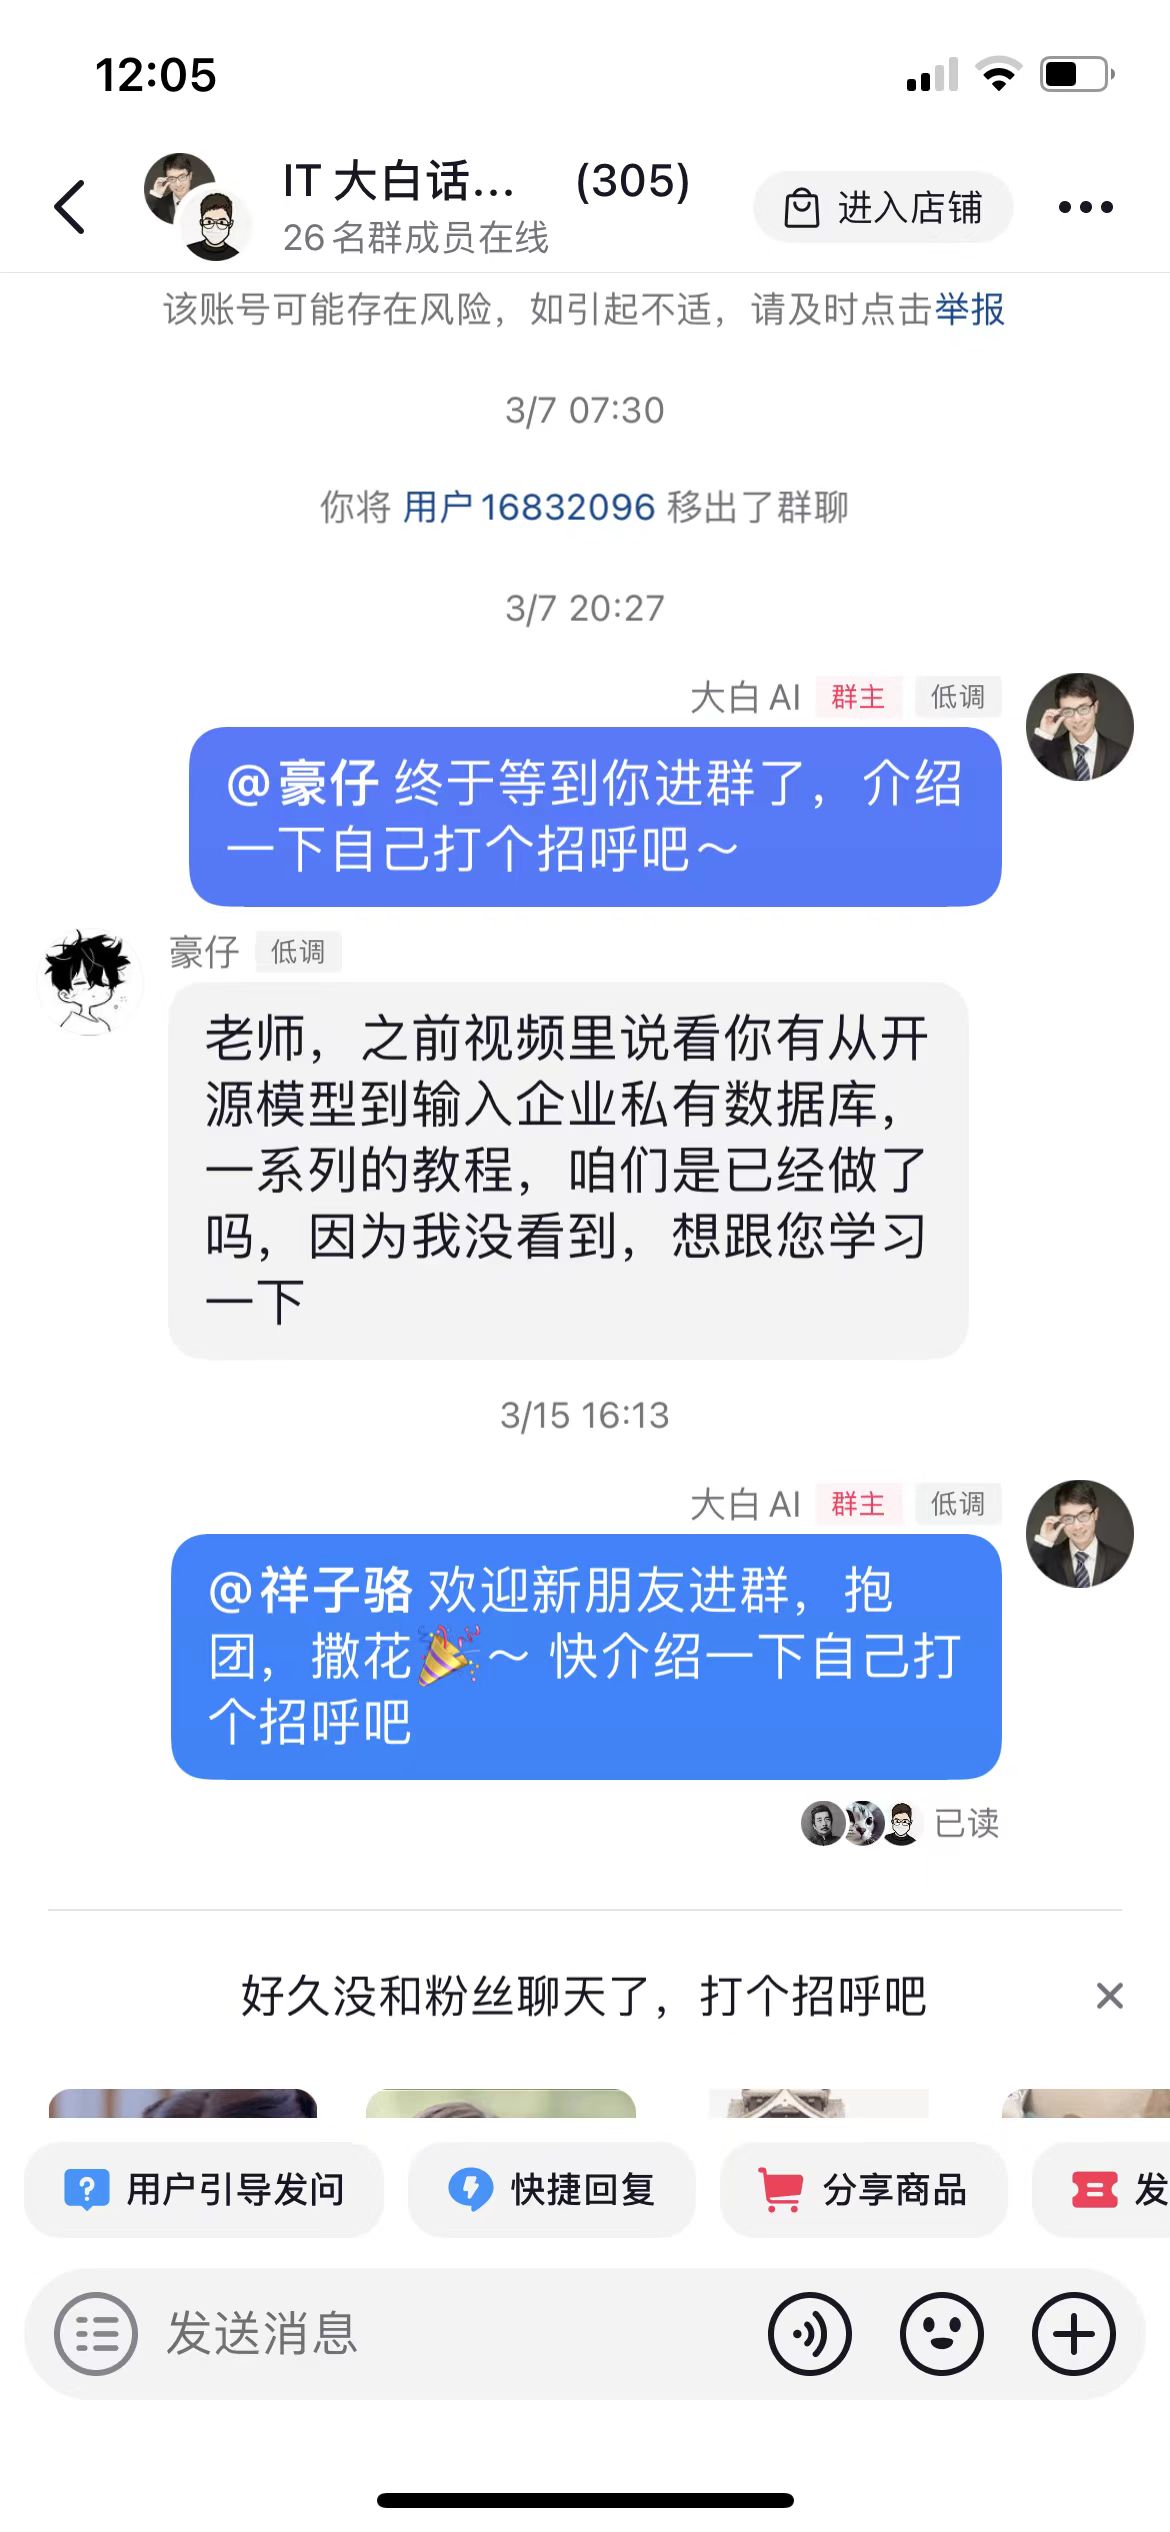 12:05
IT 大白话... (305)
26名群成员在线
进入店铺
该账号可能存在风险，如引起不适，请及时点击举报
3/7 07:30
你将 用户16832096 移出了群聊
3/7 20:27
大白 AI 群主 低调
@豪仔 终于等到你进群了，介绍
一下自己打个招呼吧～
豪仔 低调
老师，之前视频里说看你有从开
源模型到输入企业私有数据库，
一系列的教程，咱们是已经做了
吗，因为我没看到，想跟您学习
一下
3/15 16:13
大白 AI 群主 低调
@祥子骆 欢迎新朋友进群，抱
团，撒花🎉～ 快介绍一下自己打
个招呼吧
已读
好久没和粉丝聊天了，打个招呼吧
用户引导发问 快捷回复 分享商品 发
发送消息